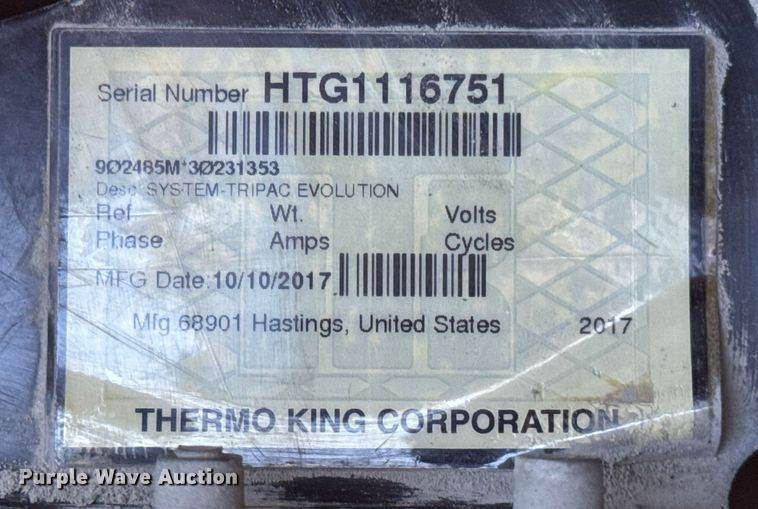 Serial Number HTG1116751
9Ø2485M*3Ø231353
Desc SYSTEM-TRIPAC EVOLUTION
Ref Wt. Volts
Phase Amps Cycles
MFG Date:10/10/2017
Mfg 68901 Hastings, United States 2017
THERMO KING CORPORATION
Purple Wave Auction